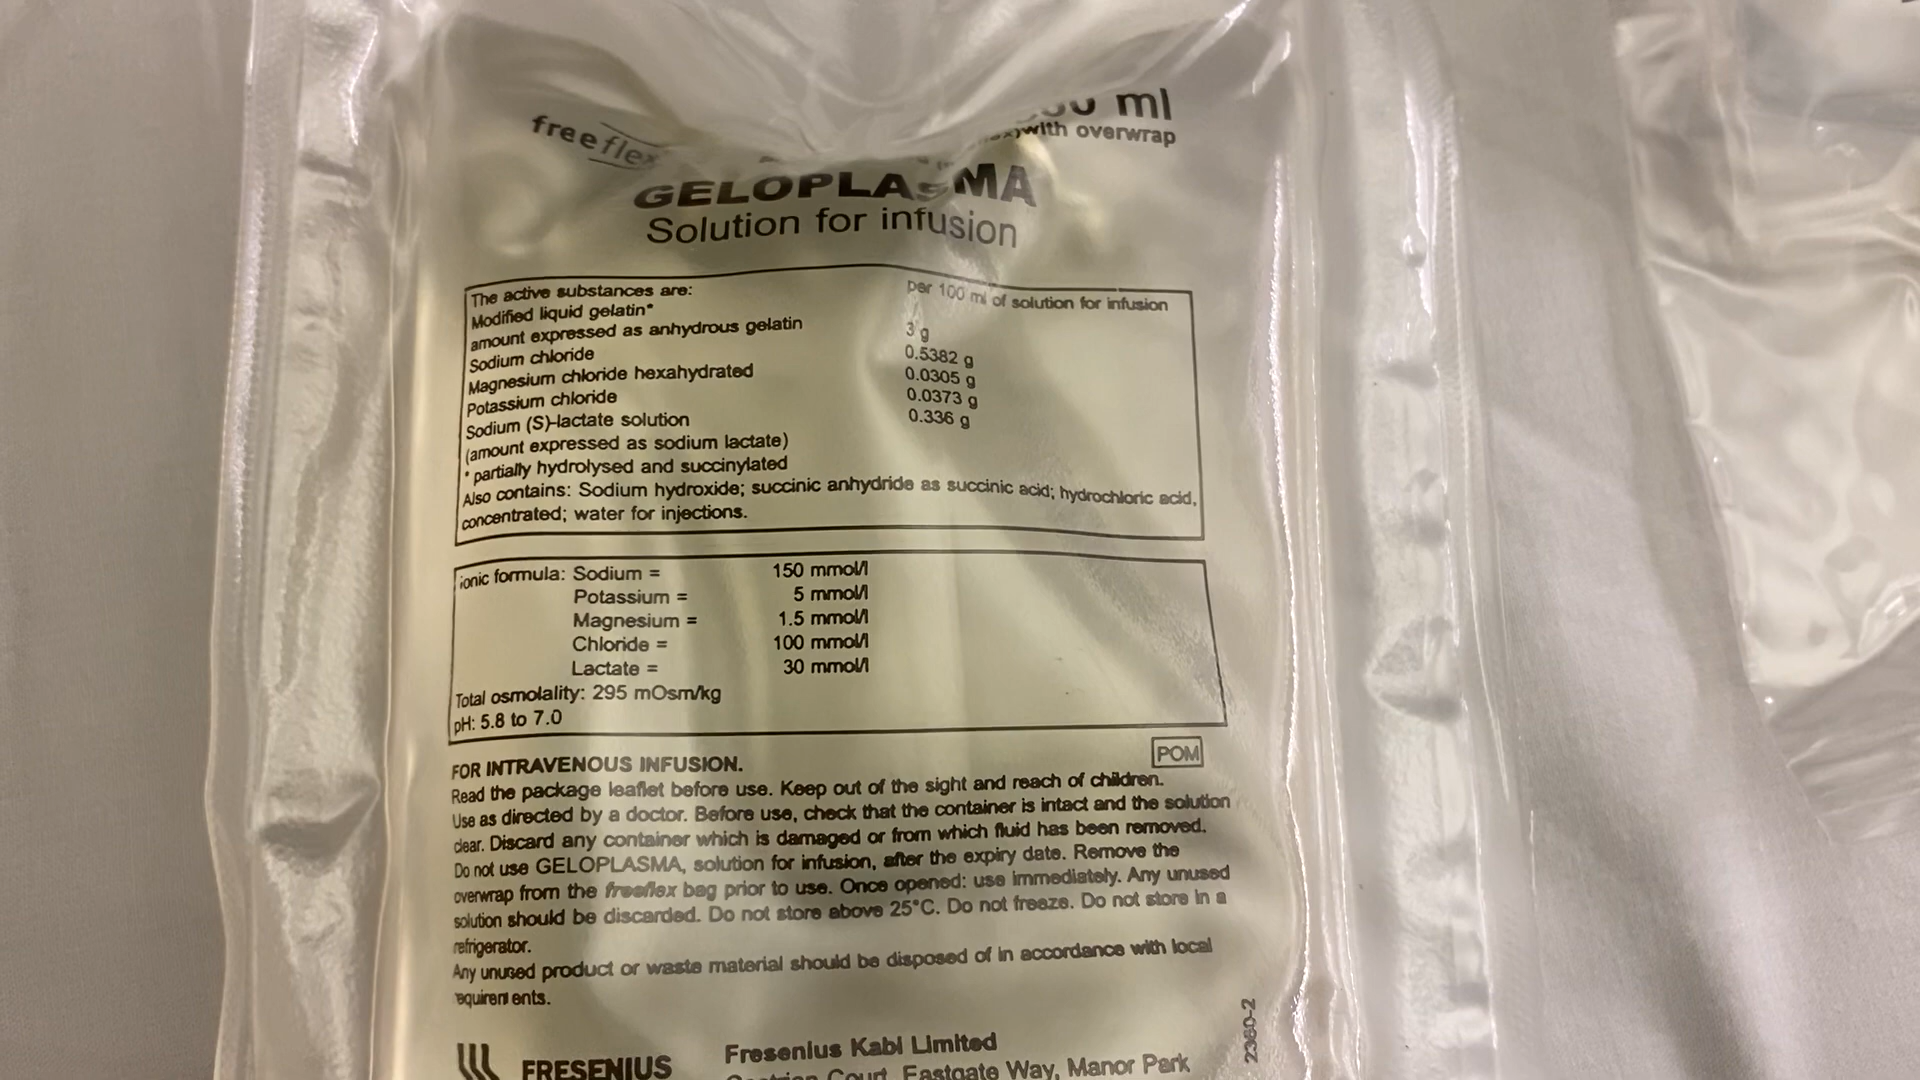 freeflex
ml
with overwrap
GELOPLASMA
Solution for infusion
The active substances are: per 100 ml of solution for infusion
Modified liquid gelatin*
amount expressed as anhydrous gelatin 3 g
Sodium chloride 0.5382 g
Magnesium chloride hexahydrated 0.0305 g
Potassium chloride 0.0373 g
Sodium (S)-lactate solution 0.336 g
(amount expressed as sodium lactate)
* partially hydrolysed and succinylated
Also contains: Sodium hydroxide; succinic anhydride as succinic acid; hydrochloric acid,
concentrated; water for injections.
ionic formula: Sodium = 150 mmol/l
Potassium = 5 mmol/l
Magnesium = 1.5 mmol/l
Chloride = 100 mmol/l
Lactate = 30 mmol/l
Total osmolality: 295 mOsm/kg
pH: 5.8 to 7.0
POM
FOR INTRAVENOUS INFUSION.
Read the package leaflet before use. Keep out of the sight and reach of children.
Use as directed by a doctor. Before use, check that the container is intact and the solution
clear. Discard any container which is damaged or from which fluid has been removed.
Do not use GELOPLASMA, solution for infusion, after the expiry date. Remove the
overwrap from the freeflex bag prior to use. Once opened: use immediately. Any unused
solution should be discarded. Do not store above 25°C. Do not freeze. Do not store in a
refrigerator.
Any unused product or waste material should be disposed of in accordance with local
requirements.
FRESENIUS
Fresenius Kabi Limited
Court, Eastgate Way, Manor Park